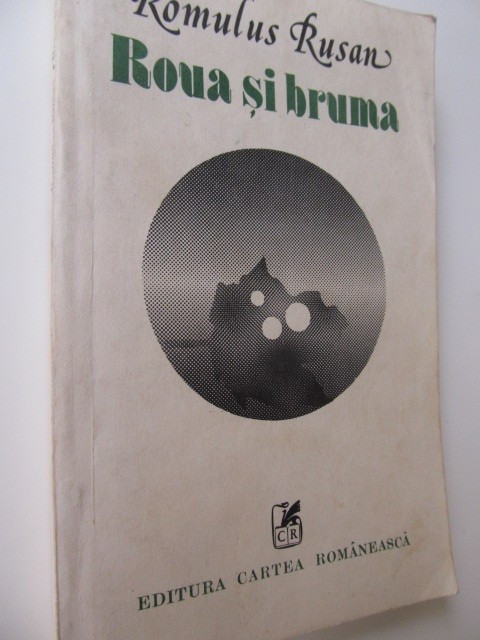 Romulus Rusan
Roua și bruma
CR
EDITURA CARTEA ROMÂNEASCĂ